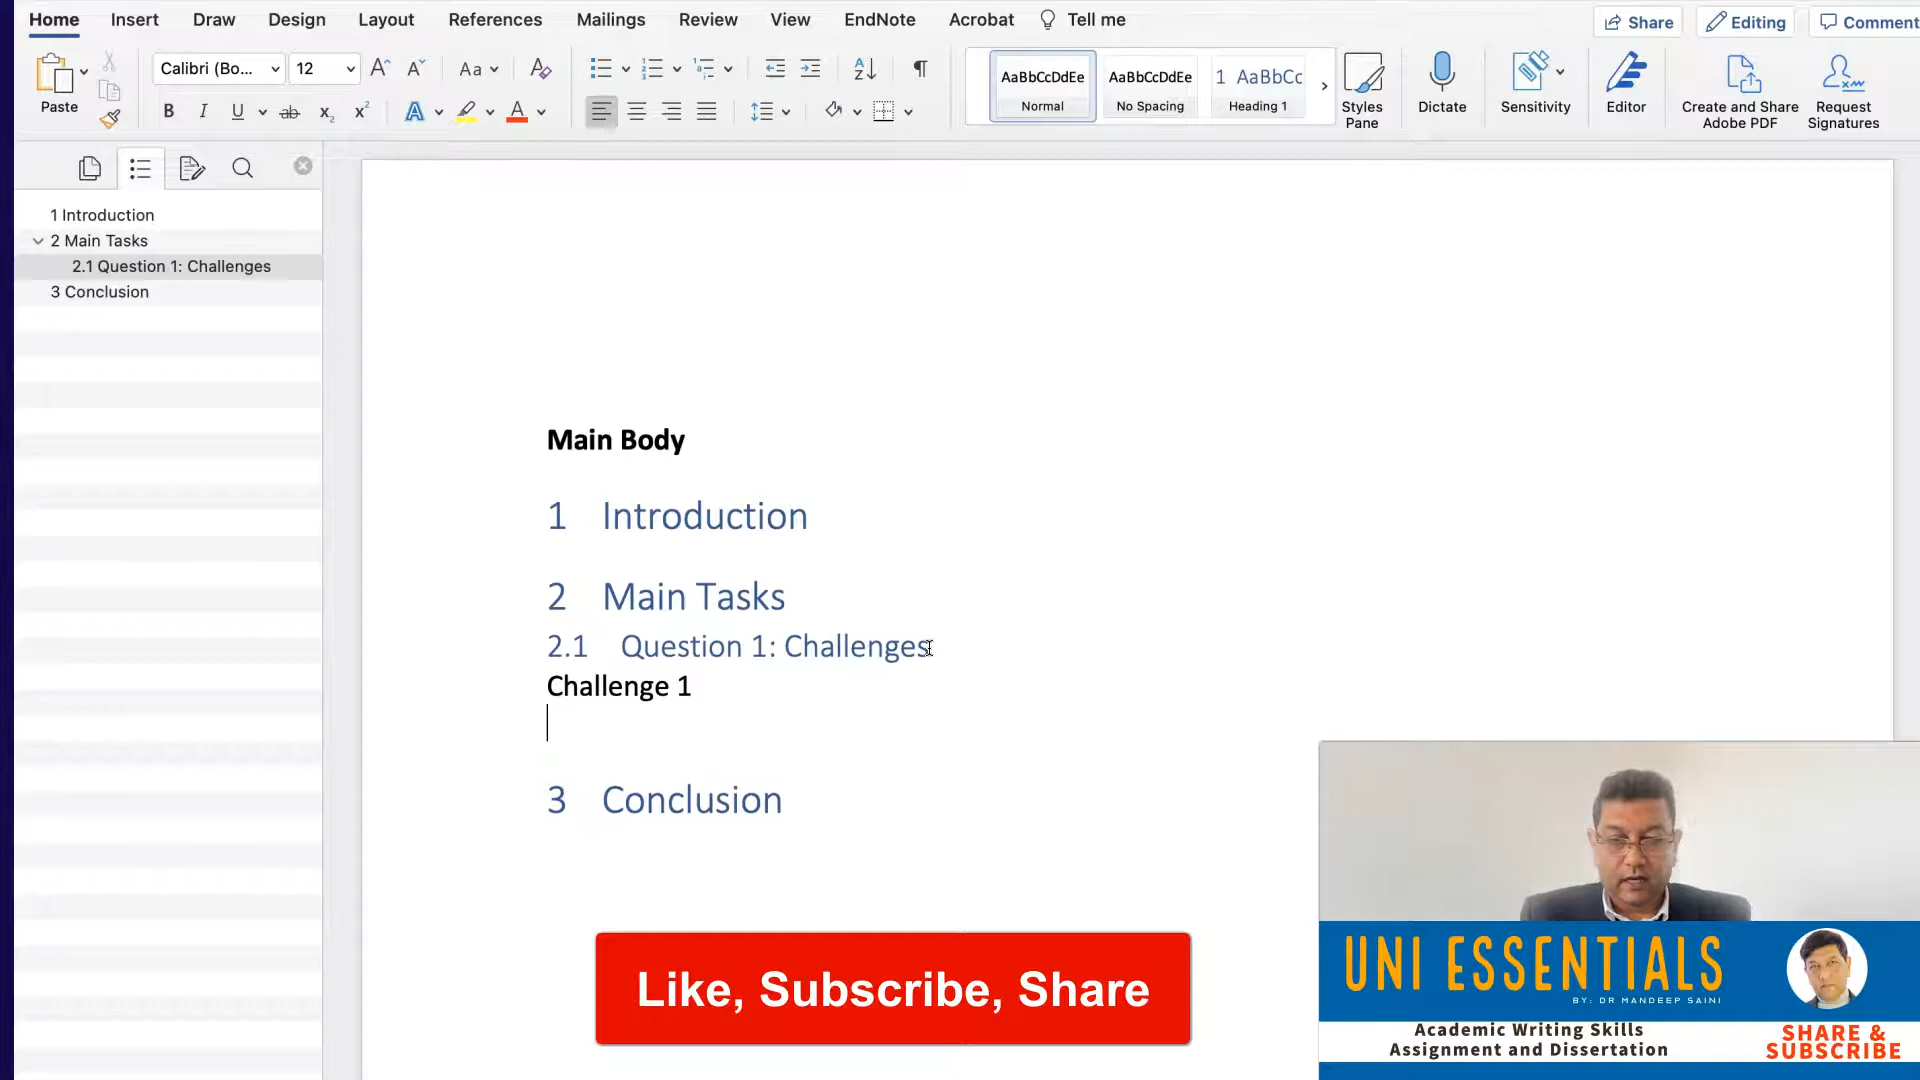 Home Insert Draw Design Layout References Mailings Review View EndNote Acrobat Tell me Share Editing Comment
Paste
Calibri (Bo... 12 Aa
B I U ab x2 x2 A A
AaBbCcDdEe AaBbCcDdEe 1 AaBbCc
Normal No Spacing Heading 1
Styles Pane
Dictate
Sensitivity
Editor
Create and Share Adobe PDF
Request Signatures
1 Introduction
2 Main Tasks
2.1 Question 1: Challenges
3 Conclusion
Main Body
1 Introduction
2 Main Tasks
2.1 Question 1: Challenges
Challenge 1
3 Conclusion
Like, Subscribe, Share
UNI ESSENTIALS
BY: DR MANDEEP SAINI
Academic Writing Skills
Assignment and Dissertation
SHARE &
SUBSCRIBE